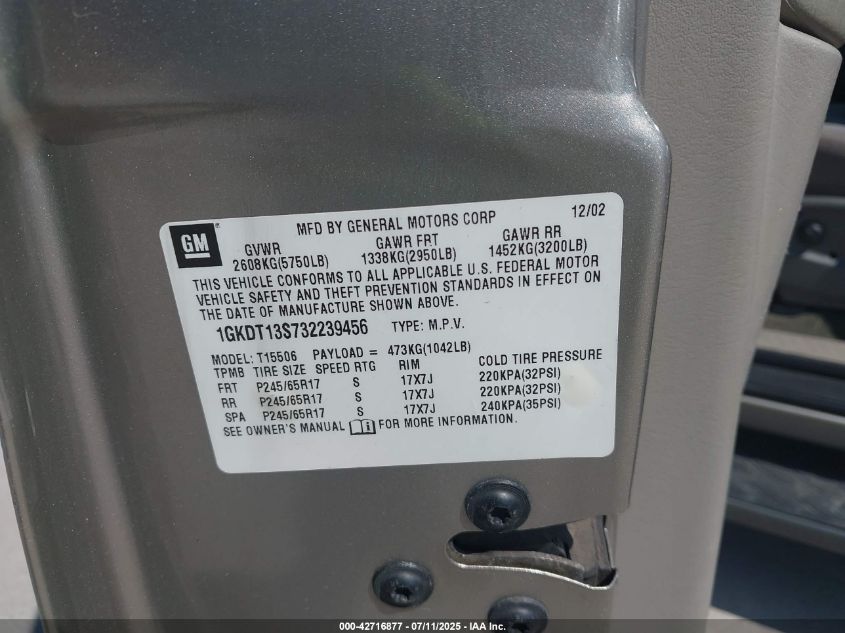 GM
MFD BY GENERAL MOTORS CORP 12/02
GVWR GAWR FRT GAWR RR
2608KG(5750LB) 1338KG(2950LB) 1452KG(3200LB)
THIS VEHICLE CONFORMS TO ALL APPLICABLE U.S. FEDERAL MOTOR
VEHICLE SAFETY AND THEFT PREVENTION STANDARDS IN EFFECT ON
THE DATE OF MANUFACTURE SHOWN ABOVE.
1GKDT13S732239456 TYPE: M.P.V.
MODEL: T15506 PAYLOAD = 473KG(1042LB)
TPMB TIRE SIZE SPEED RTG RIM COLD TIRE PRESSURE
FRT P245/65R17 S 17X7J 220KPA(32PSI)
RR P245/65R17 S 17X7J 220KPA(32PSI)
SPA P245/65R17 S 17X7J 240KPA(35PSI)
SEE OWNER'S MANUAL i FOR MORE INFORMATION.
000-42716877 - 07/11/2025 - IAA Inc.